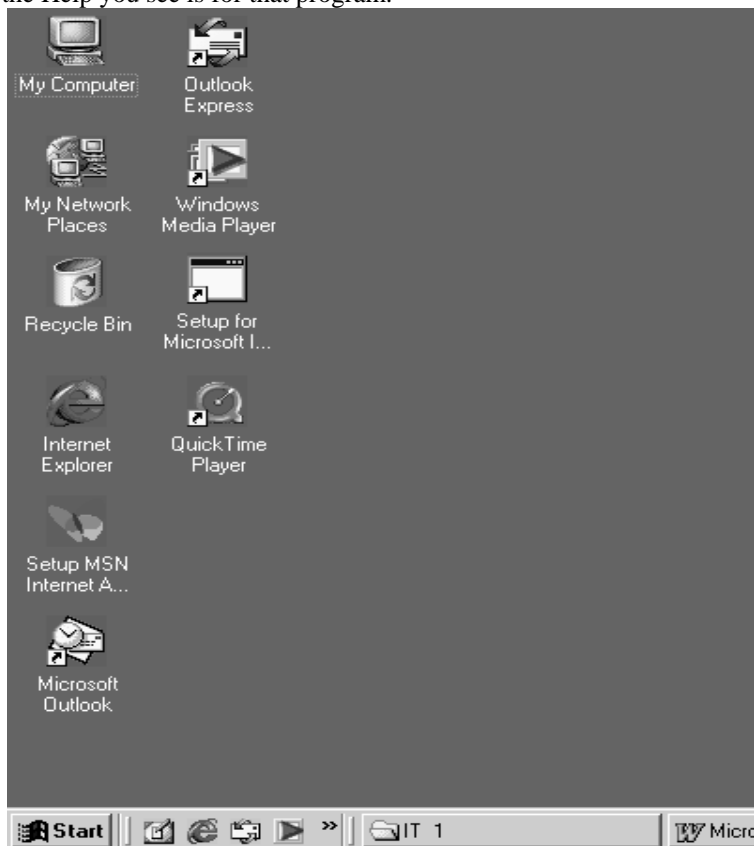 the Help you see is for that program.
My Computer
Outlook
Express
My Network
Places
Windows
Media Player
Recycle Bin
Setup for
Microsoft I...
Internet
Explorer
QuickTime
Player
Setup MSN
Internet A...
Microsoft
Outlook
Start
»
IT 1
Micro